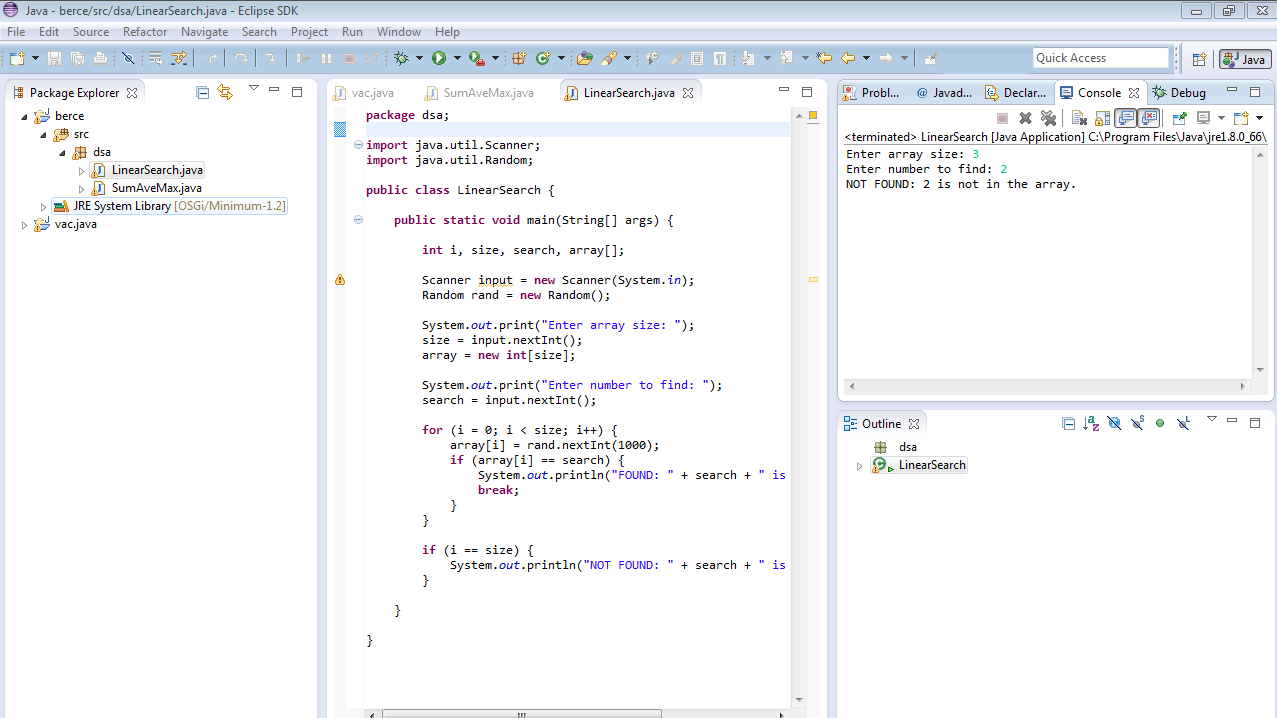 Java - berce/src/dsa/LinearSearch.java - Eclipse SDK
File Edit Source Refactor Navigate Search Project Run Window Help
Quick Access
Java
Package Explorer
berce
src
dsa
LinearSearch.java
SumAveMax.java
JRE System Library [OSGi/Minimum-1.2]
vac.java
vac.java SumAveMax.java LinearSearch.java
package dsa;
import java.util.Scanner;
import java.util.Random;
public class LinearSearch {
public static void main(String[] args) {
int i, size, search, array[];
Scanner input = new Scanner(System.in);
Random rand = new Random();
System.out.print("Enter array size: ");
size = input.nextInt();
array = new int[size];
System.out.print("Enter number to find: ");
search = input.nextInt();
for (i = 0; i < size; i++) {
array[i] = rand.nextInt(1000);
if (array[i] == search) {
System.out.println("FOUND: " + search + " is
break;
}
}
if (i == size) {
System.out.println("NOT FOUND: " + search + " is
}
}
}
Probl... Javad... Declar... Console Debug
<terminated> LinearSearch [Java Application] C:\Program Files\Java\jre1.8.0_66\
Enter array size: 3
Enter number to find: 2
NOT FOUND: 2 is not in the array.
Outline
dsa
LinearSearch